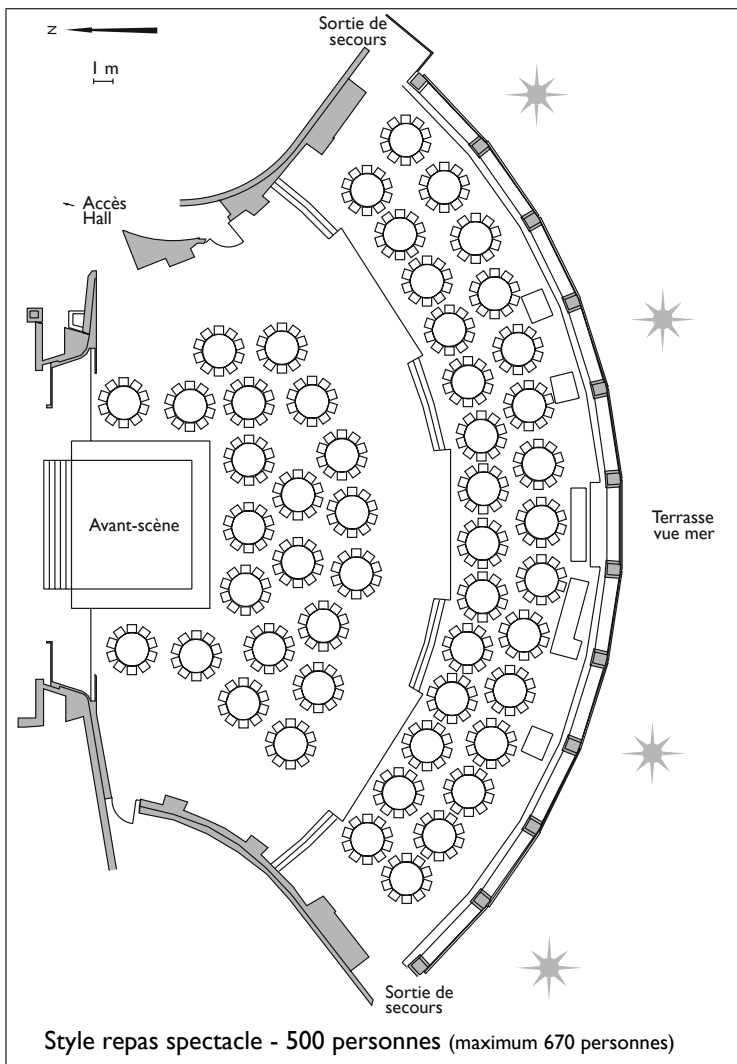 Sortie de
secours
N
1 m
Accès
Hall
Avant-scène
Terrasse
vue mer
Sortie de
secours
Style repas spectacle - 500 personnes (maximum 670 personnes)